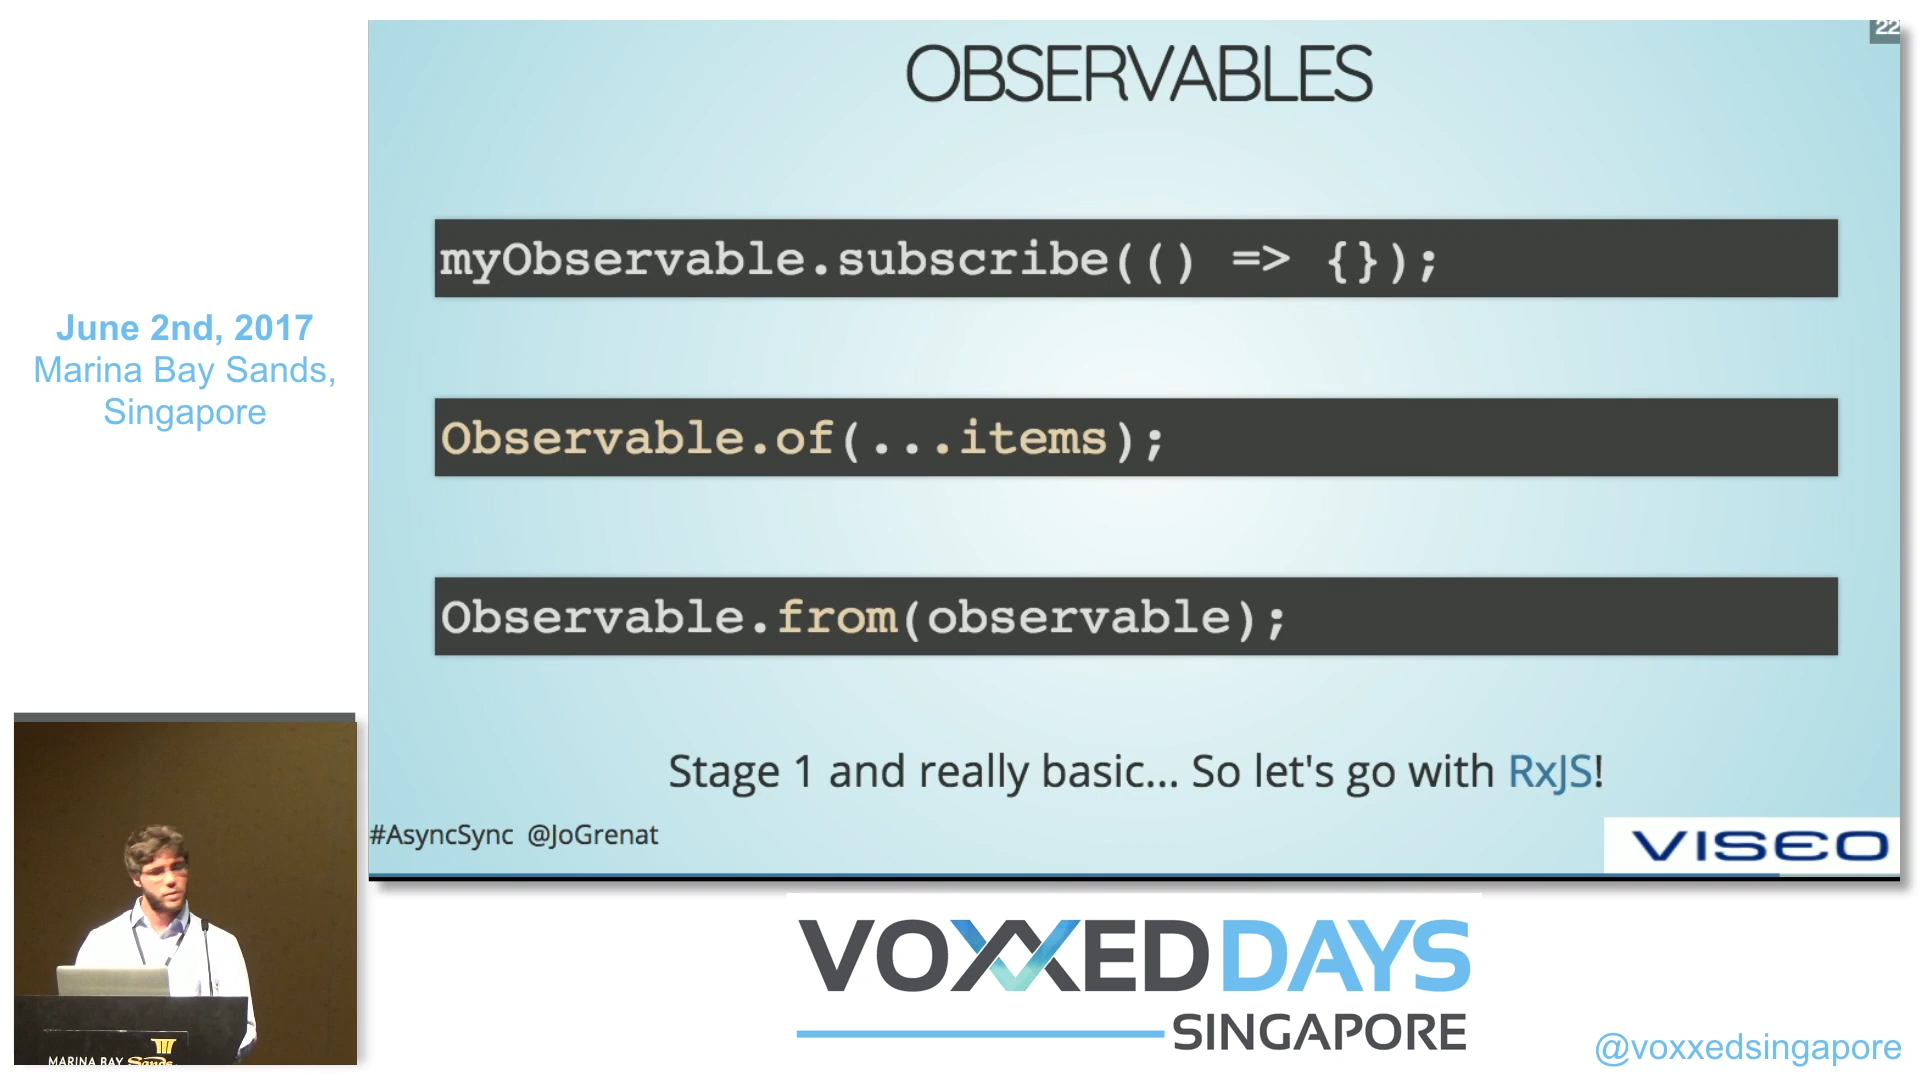 22
OBSERVABLES
myObservable.subscribe(() => {});
Observable.of(...items);
Observable.from(observable);
Stage 1 and really basic... So let's go with RxJS!
#AsyncSync @JoGrenat
VISEO
June 2nd, 2017
Marina Bay Sands,
Singapore
MARINA BAY Sands
VOXXED DAYS
SINGAPORE
@voxxedsingapore